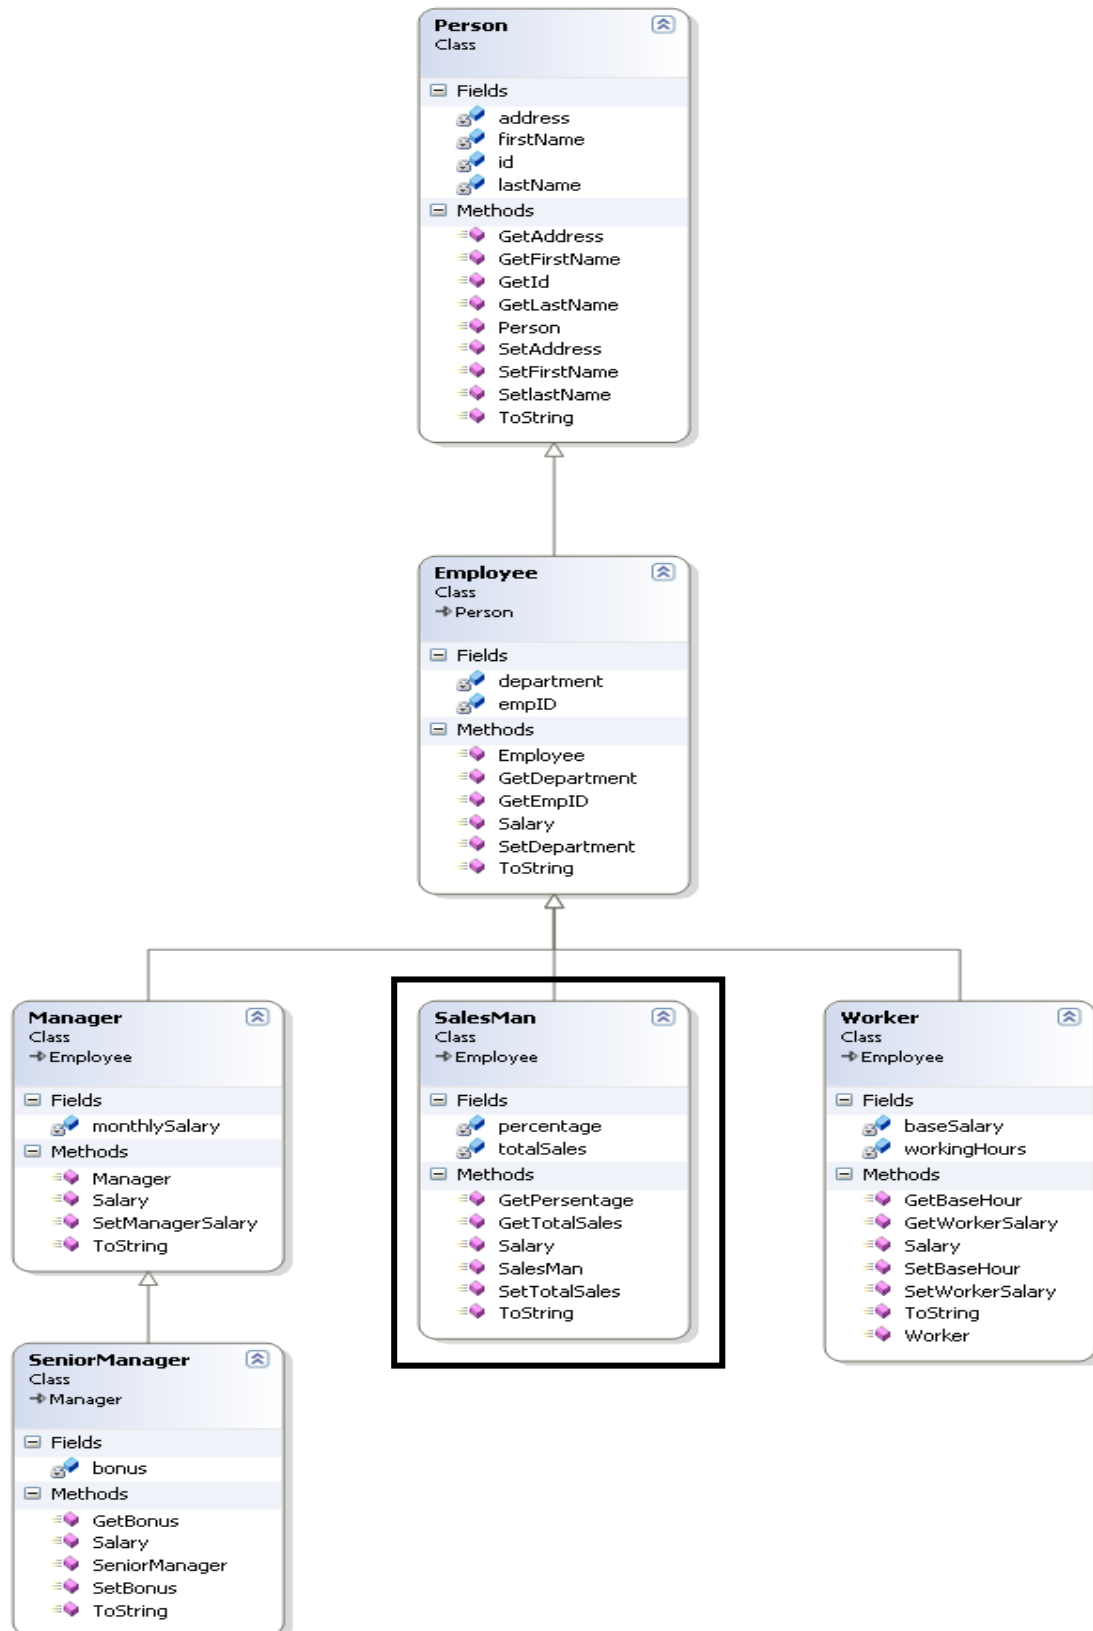 Person
Class
Fields
address
firstName
id
lastName
Methods
GetAddress
GetFirstName
GetId
GetLastName
Person
SetAddress
SetFirstName
SetlastName
ToString
Employee
Class
Person
Fields
department
empID
Methods
Employee
GetDepartment
GetEmpID
Salary
SetDepartment
ToString
Manager
Class
Employee
Fields
monthlySalary
Methods
Manager
Salary
SetManagerSalary
ToString
SalesMan
Class
Employee
Fields
percentage
totalSales
Methods
GetPersentage
GetTotalSales
Salary
SalesMan
SetTotalSales
ToString
Worker
Class
Employee
Fields
baseSalary
workingHours
Methods
GetBaseHour
GetWorkerSalary
Salary
SetBaseHour
SetWorkerSalary
ToString
Worker
SeniorManager
Class
Manager
Fields
bonus
Methods
GetBonus
Salary
SeniorManager
SetBonus
ToString